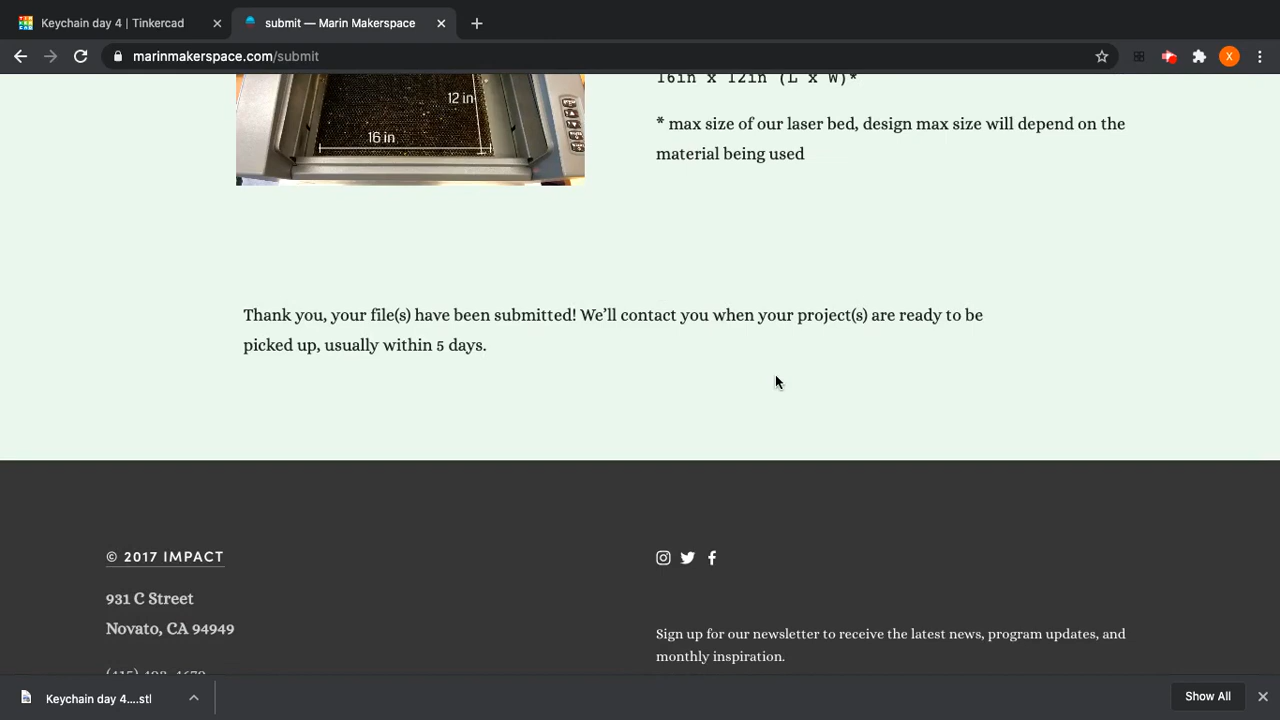 Keychain day 4 | Tinkercad
submit — Marin Makerspace
marinmakerspace.com/submit
X
16in x 12in (L x W)*
12 in
16 in
* max size of our laser bed, design max size will depend on the
material being used
Thank you, your file(s) have been submitted! We’ll contact you when your project(s) are ready to be
picked up, usually within 5 days.
© 2017 IMPACT
931 C Street
Novato, CA 94949
Sign up for our newsletter to receive the latest news, program updates, and
monthly inspiration.
Keychain day 4....stl
Show All